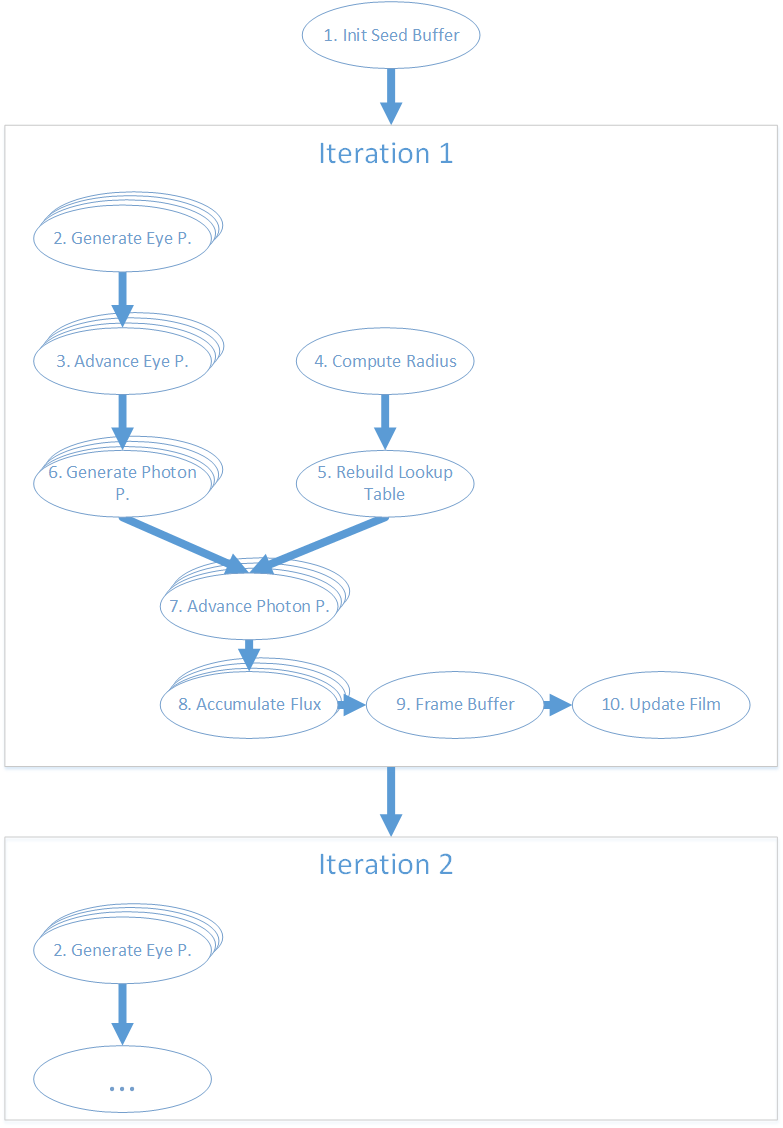 1. Init Seed Buffer
Iteration 1
2. Generate Eye P.
3. Advance Eye P.
4. Compute Radius
6. Generate Photon
P.
5. Rebuild Lookup
Table
7. Advance Photon P.
8. Accumulate Flux
9. Frame Buffer
10. Update Film
Iteration 2
2. Generate Eye P.
...